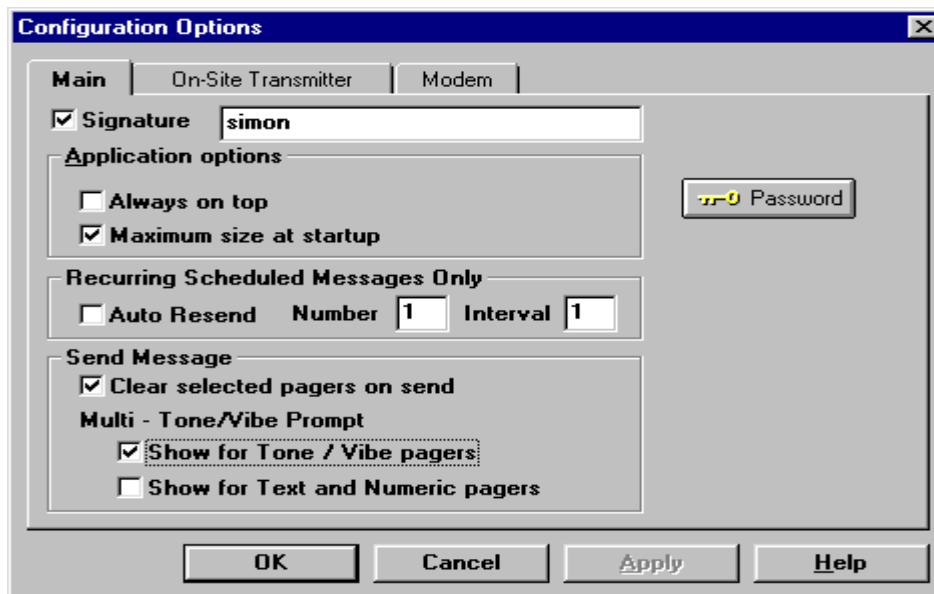 Configuration Options
Main On-Site Transmitter Modem
Signature simon
Application options
Always on top
Password
Maximum size at startup
Recurring Scheduled Messages Only
Auto Resend Number 1 Interval 1
Send Message
Clear selected pagers on send
Multi - Tone/Vibe Prompt
Show for Tone / Vibe pagers
Show for Text and Numeric pagers
OK Cancel Apply Help